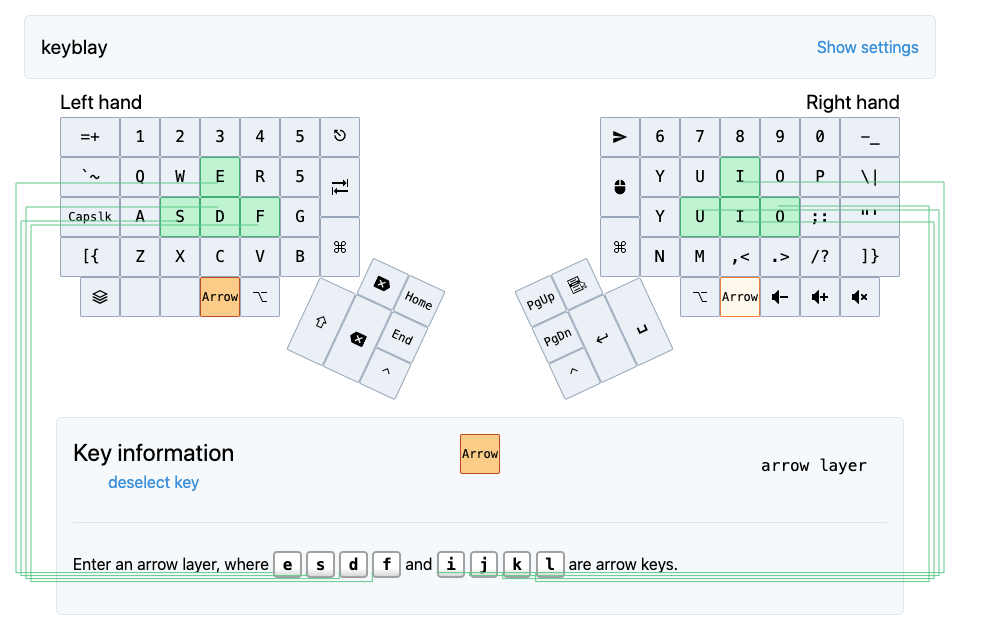 keyblay Show settings
Left hand Right hand
=+ 1 2 3 4 5 6 7 8 9 0 -_
`~ Q W E R 5 Y U I O P \|
Capslk A S D F G Y U I O ;: "'
[{ Z X C V B N M ,< .> /? ]}
Arrow Arrow
Home PgUp
End PgDn
^ ^
Key information Arrow arrow layer
deselect key
Enter an arrow layer, where e s d f and i j k l are arrow keys.